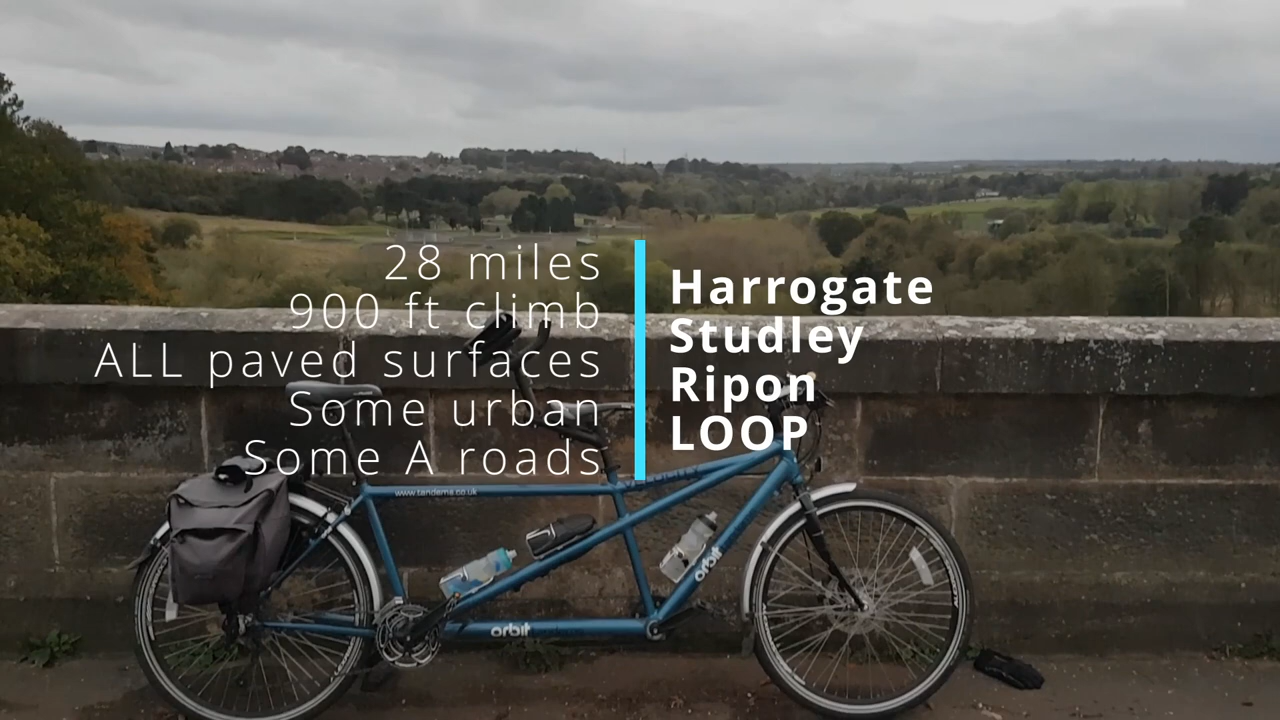 28 miles
900 ft climb
ALL paved surfaces
Some urban
Some A roads
Harrogate
Studley
Ripon
LOOP
www.tandems.co.uk
VELOCITY
orbit
orbit